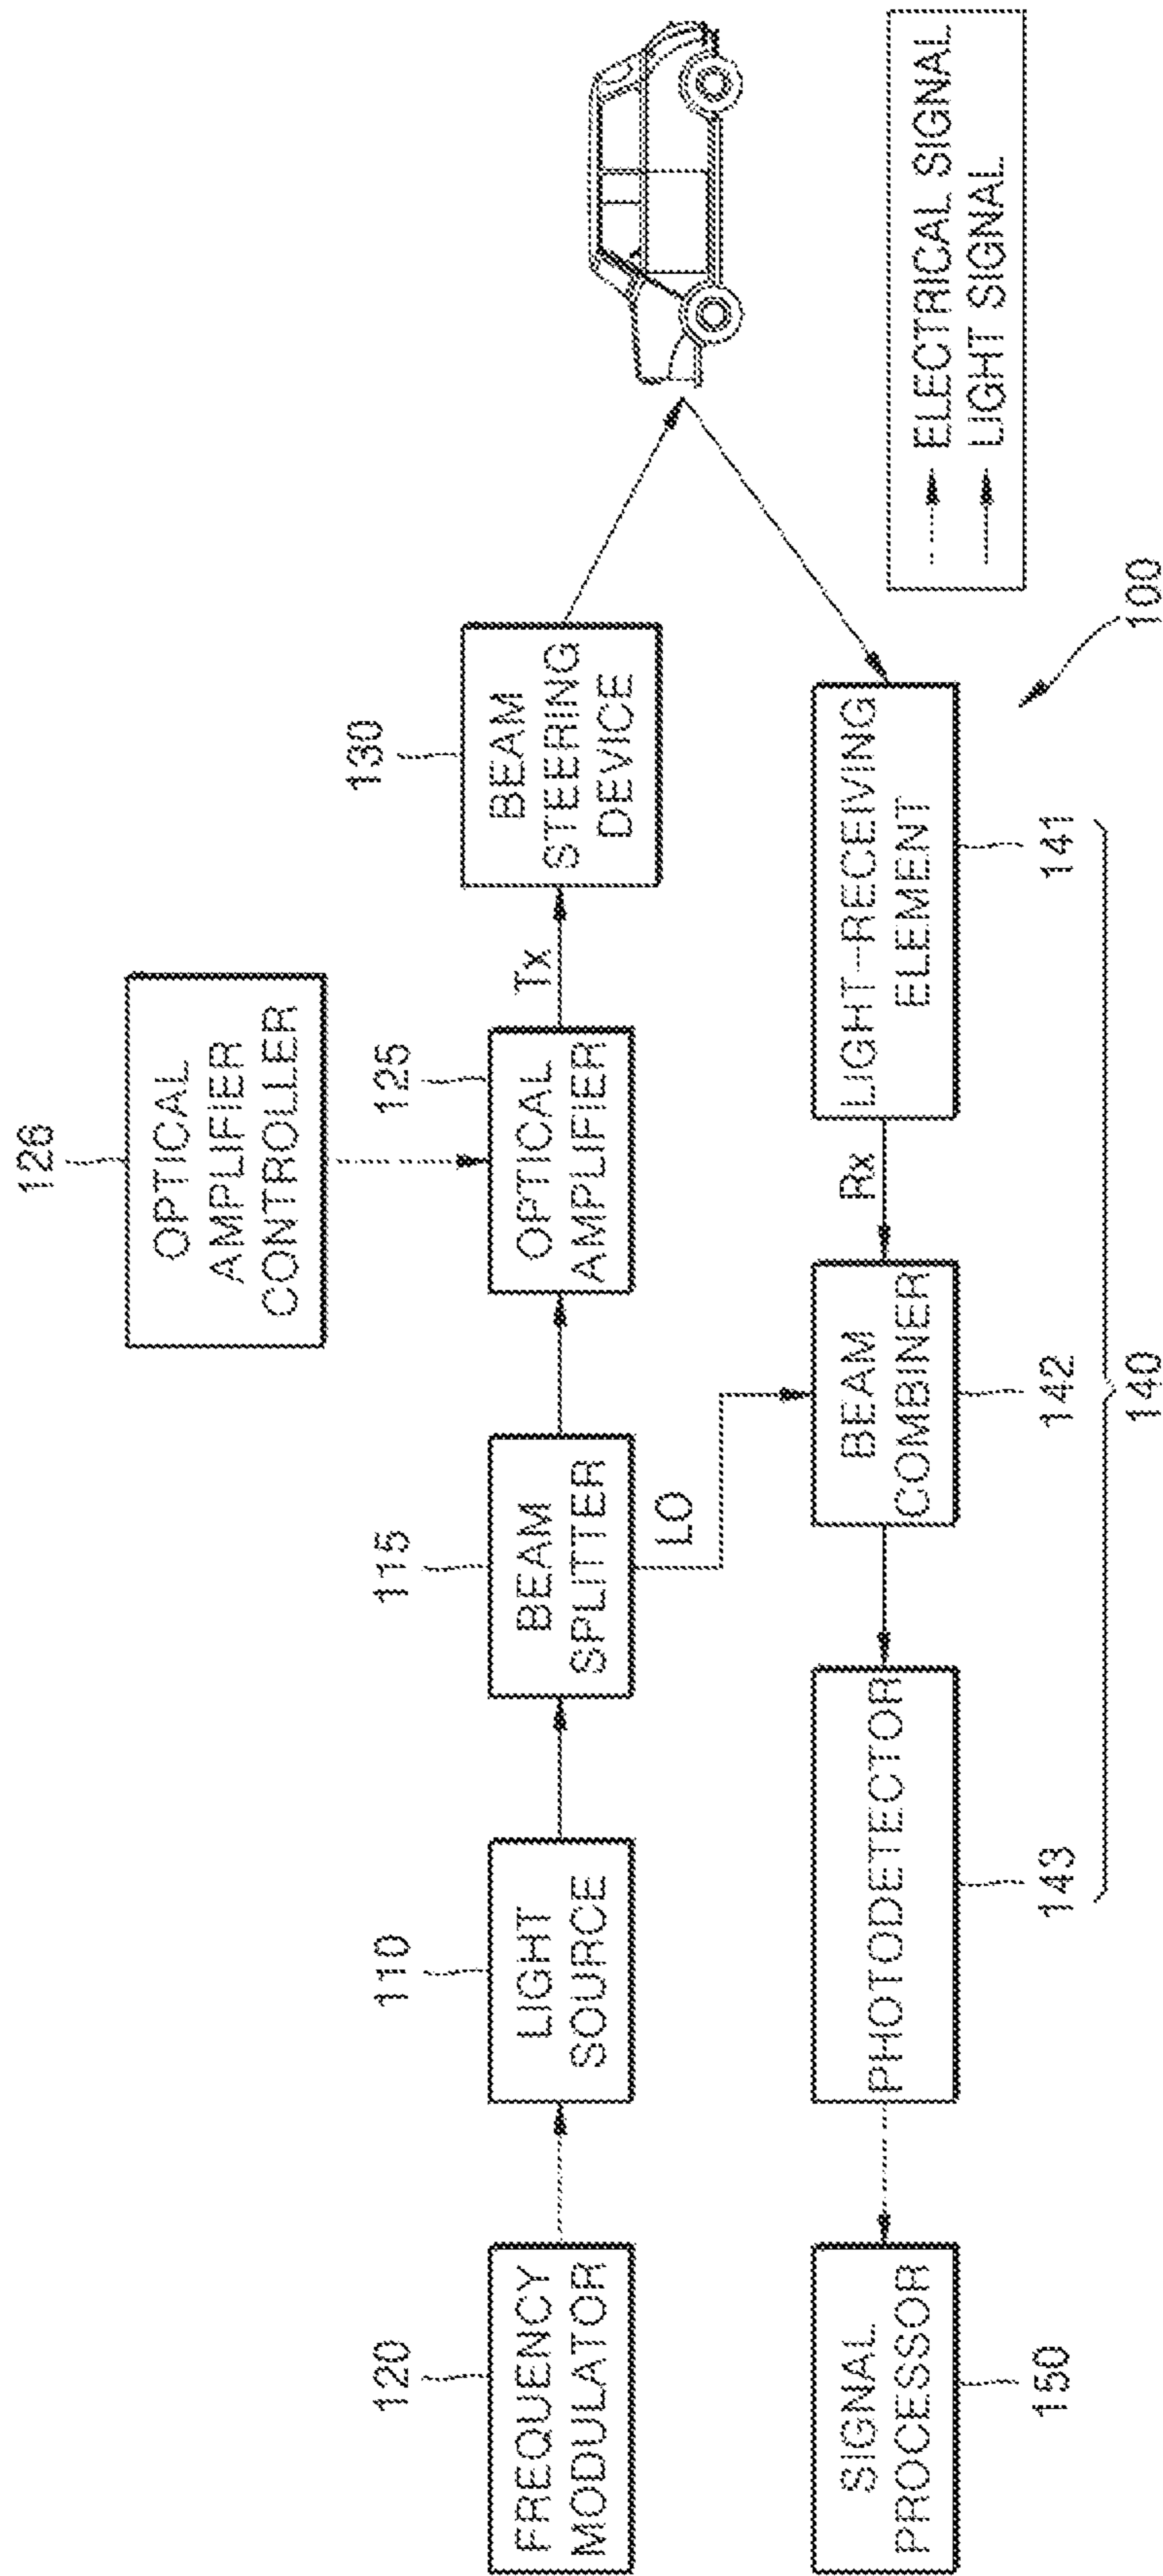 126
OPTICAL
AMPLIFIER
CONTROLLER
120
FREQUENCY
MODULATOR
110
LIGHT
SOURCE
115
BEAM
SPLITTER
125
OPTICAL
AMPLIFIER
Tx
130
BEAM
STEERING
DEVICE
LO
SIGNAL
PROCESSOR
150
PHOTODETECTOR
143
BEAM
COMBINER
142
Rx
LIGHT-RECEIVING
ELEMENT
141
140
100
ELECTRICAL SIGNAL
LIGHT SIGNAL